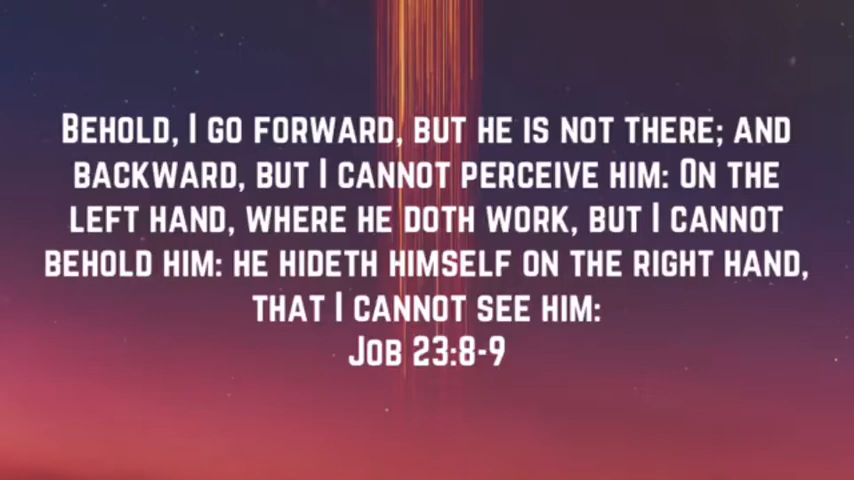 Behold, I go forward, but he is not there; and
backward, but I cannot perceive him: On the
left hand, where he doth work, but I cannot
behold him: he hideth himself on the right hand,
that I cannot see him:
Job 23:8-9